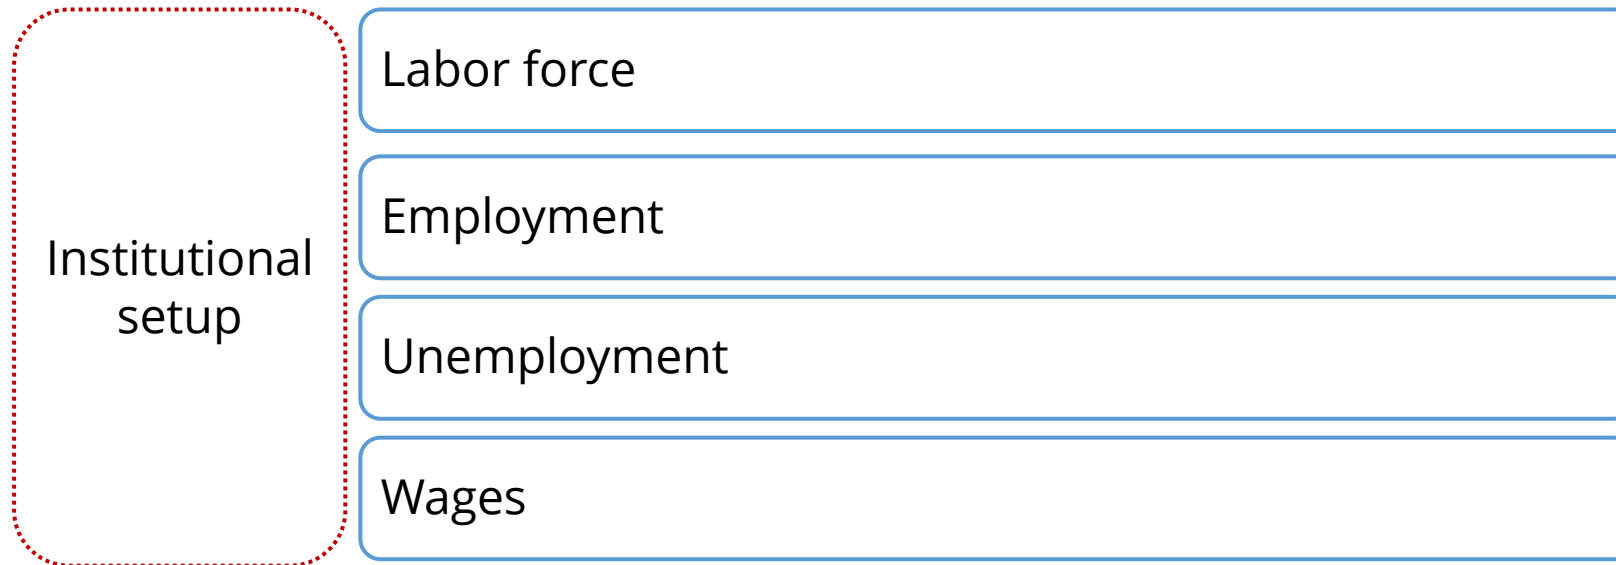 Institutional
setup
Labor force
Employment
Unemployment
Wages